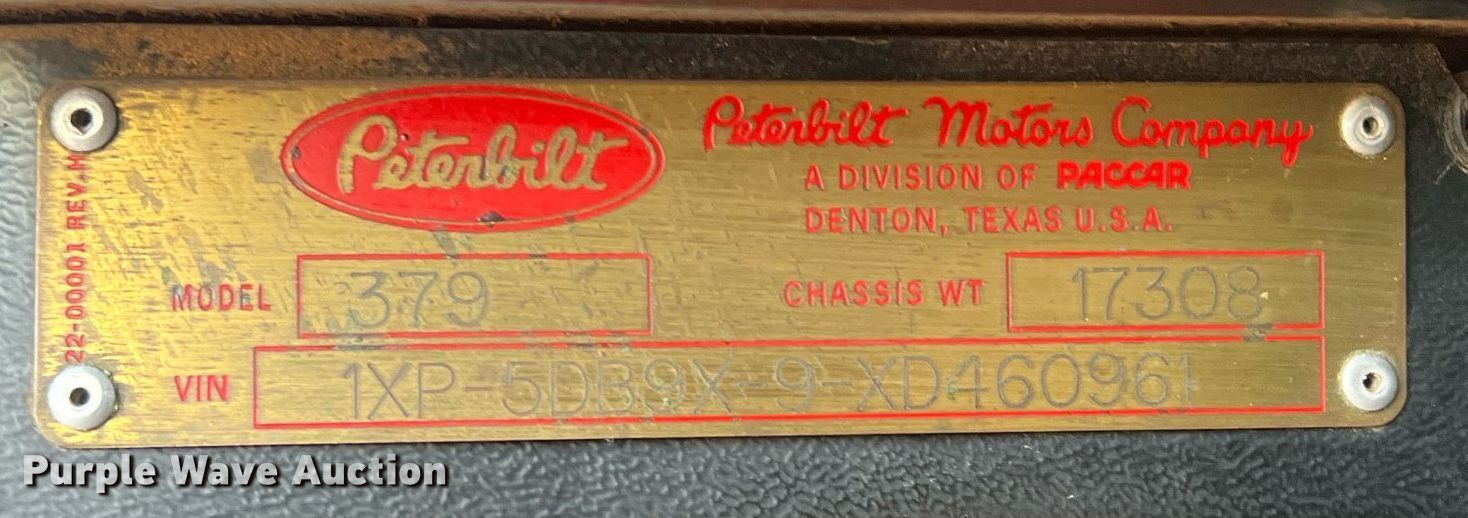 Peterbilt
Peterbilt Motors Company
A DIVISION OF PACCAR
DENTON, TEXAS U.S.A.
22-00001 REV.H
MODEL 379
CHASSIS WT 17308
VIN 1XP-5DB9X-9-XD460961
Purple Wave Auction